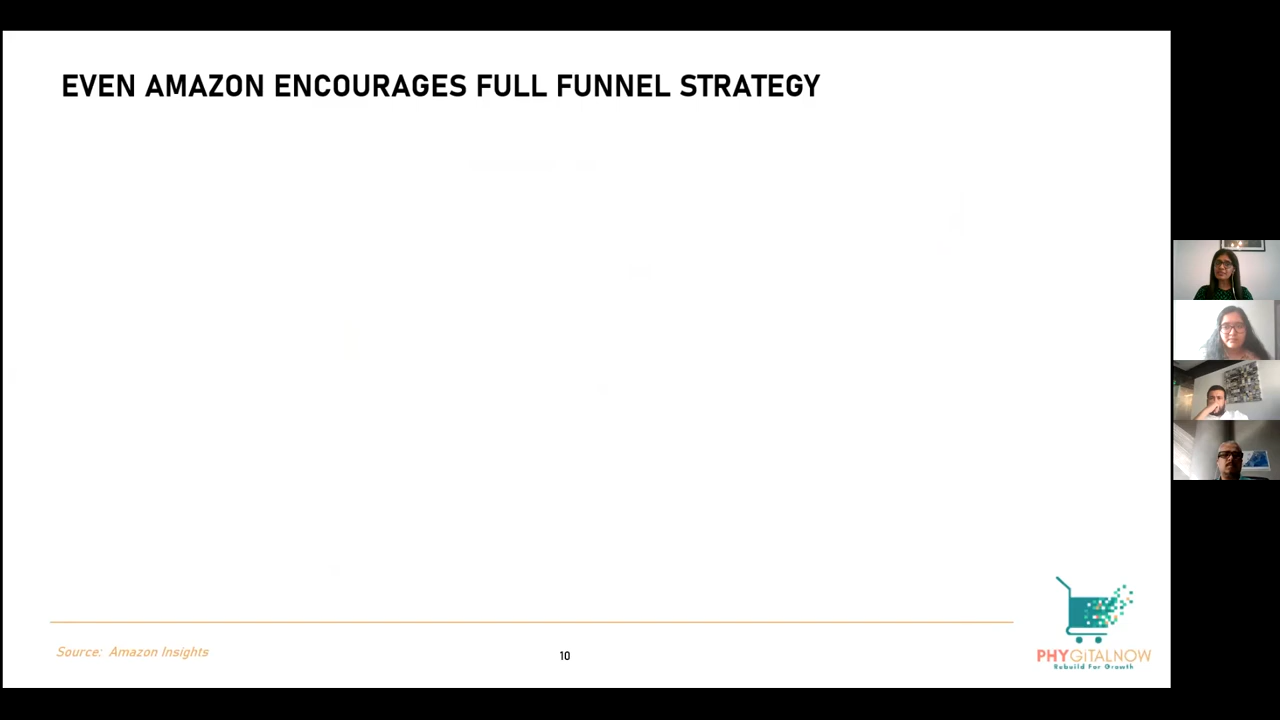 EVEN AMAZON ENCOURAGES FULL FUNNEL STRATEGY
Source: Amazon Insights
10
PHYGiTALNOW
Rebuild For Growth